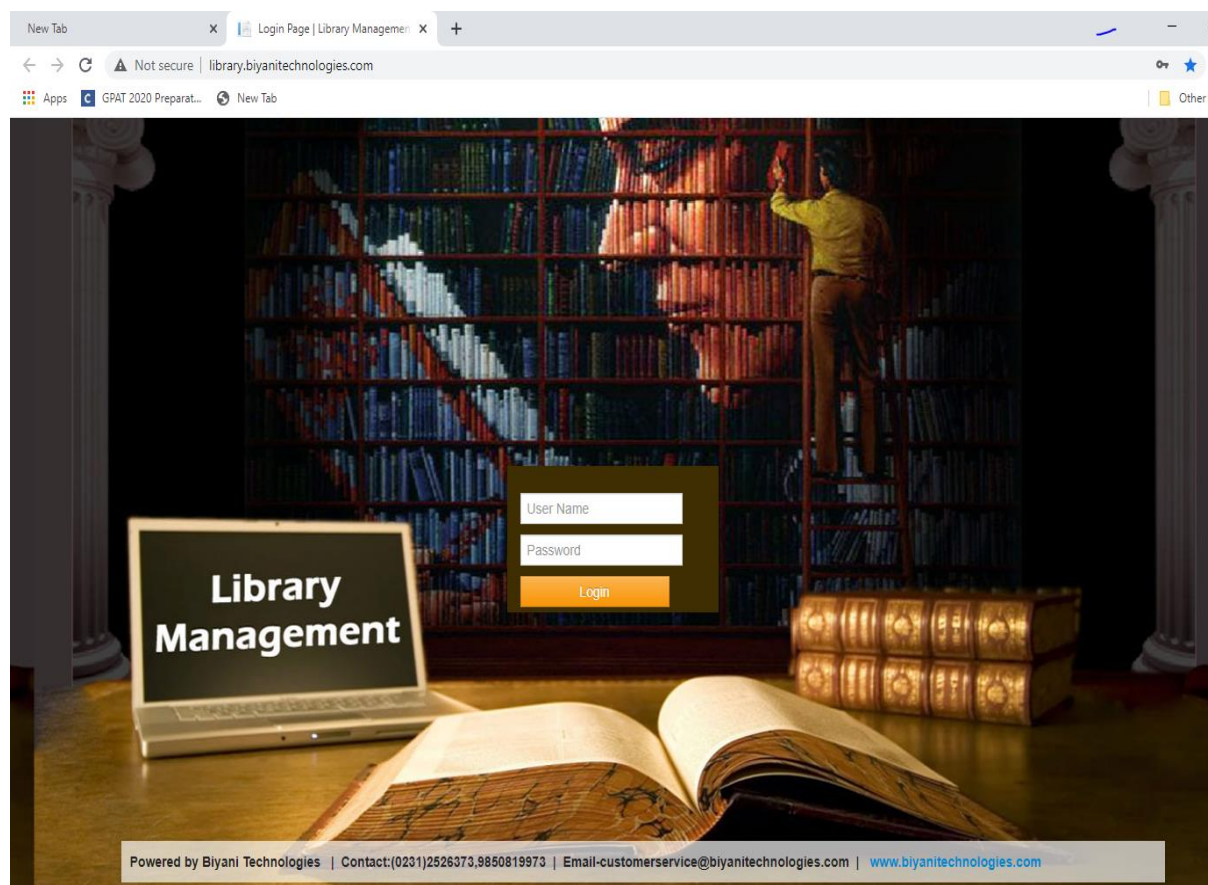 New Tab
Login Page | Library Managemen
Not secure | library.biyanitechnologies.com
Apps
GPAT 2020 Preparat...
New Tab
Other
User Name
Password
Login
Library
Management
Powered by Biyani Technologies | Contact:(0231)2526373,9850819973 | Email-customerservice@biyanitechnologies.com | www.biyanitechnologies.com